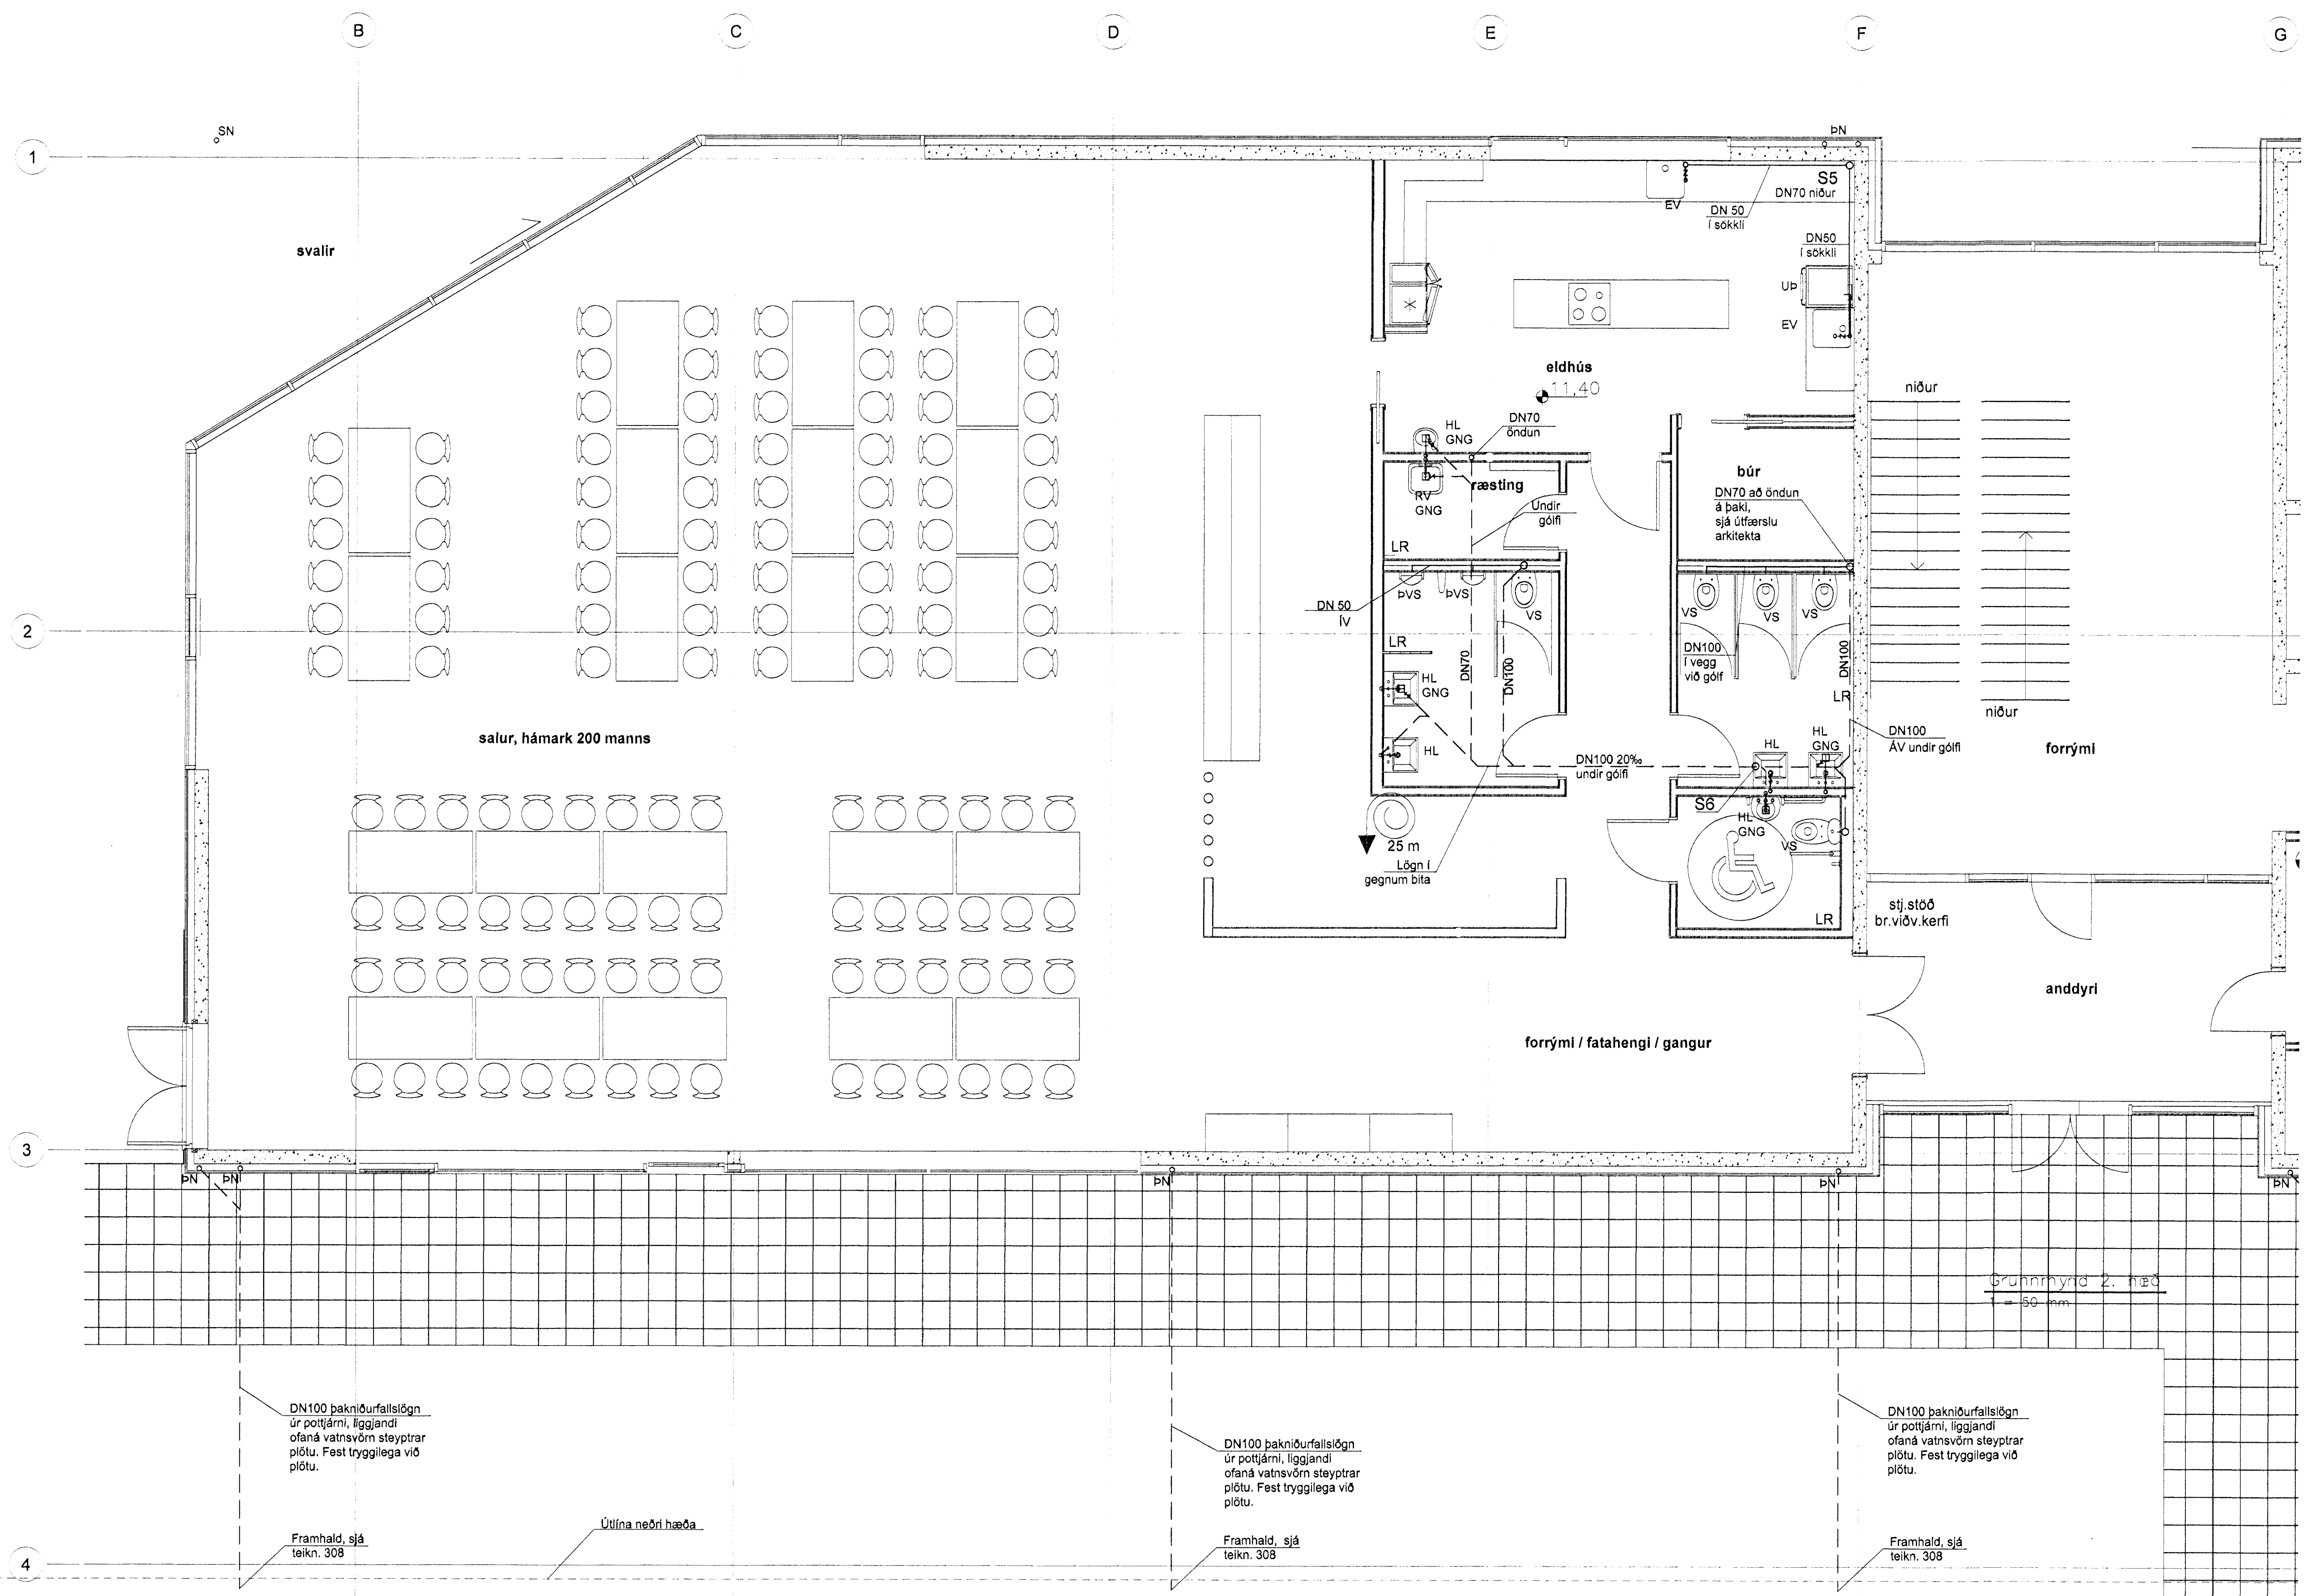 B
C
D
E
F
G
1
SN
ÞN
S5
DN70 niður
EV
DN 50
í sökkli
svalir
DN50
í sökkli
UÞ
EV
eldhús
11,40
niður
DN70
öndun
HL
GNG
ræsting
RV
GNG
Undir
gólfi
LR
búr
DN70 að öndun
á þaki,
sjá útfærslu
arkitekta
ÞVS
ÞVS
VS
VS
VS
VS
DN 50
ÍV
2
LR
DN70
DN100
DN100
í vegg
við gólf
DN100
LR
HL
GNG
niður
salur, hámark 200 manns
HL
DN100 20‰
undir gólfi
HL
HL
GNG
DN100
ÁV undir gólfi
forrými
S6
HL
GNG
VS
25 m
Lögn í
gegnum bita
LR
stj.stöð
br.viðv.kerfi
anddyri
forrými / fatahengi / gangur
3
ÞN
ÞN
ÞN
ÞN
ÞN
Grunnmynd 2. hæð
1 = 50 mm
DN100 þakniðurfallslögn
úr pottjárni, liggjandi
ofaná vatnsvörn steyptrar
plötu. Fest tryggilega við
plötu.
DN100 þakniðurfallslögn
úr pottjárni, liggjandi
ofaná vatnsvörn steyptrar
plötu. Fest tryggilega við
plötu.
DN100 þakniðurfallslögn
úr pottjárni, liggjandi
ofaná vatnsvörn steyptrar
plötu. Fest tryggilega við
plötu.
Útlína neðri hæða
Framhald, sjá
teikn. 308
Framhald, sjá
teikn. 308
Framhald, sjá
teikn. 308
4